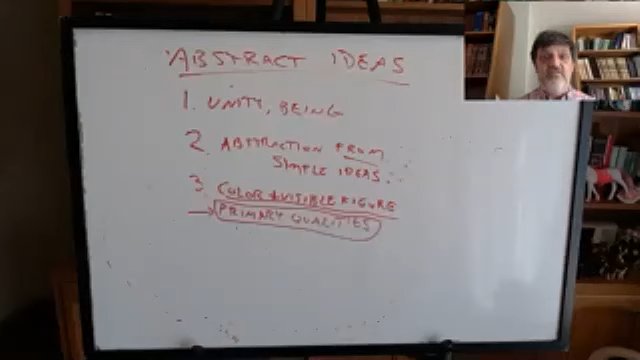 ABSTRACT IDEAS
1. UNITY, BEING
2. ABSTRACTION FROM
SIMPLE IDEAS.
3. COLOR & VISIBLE FIGURE
→ PRIMARY QUALITIES